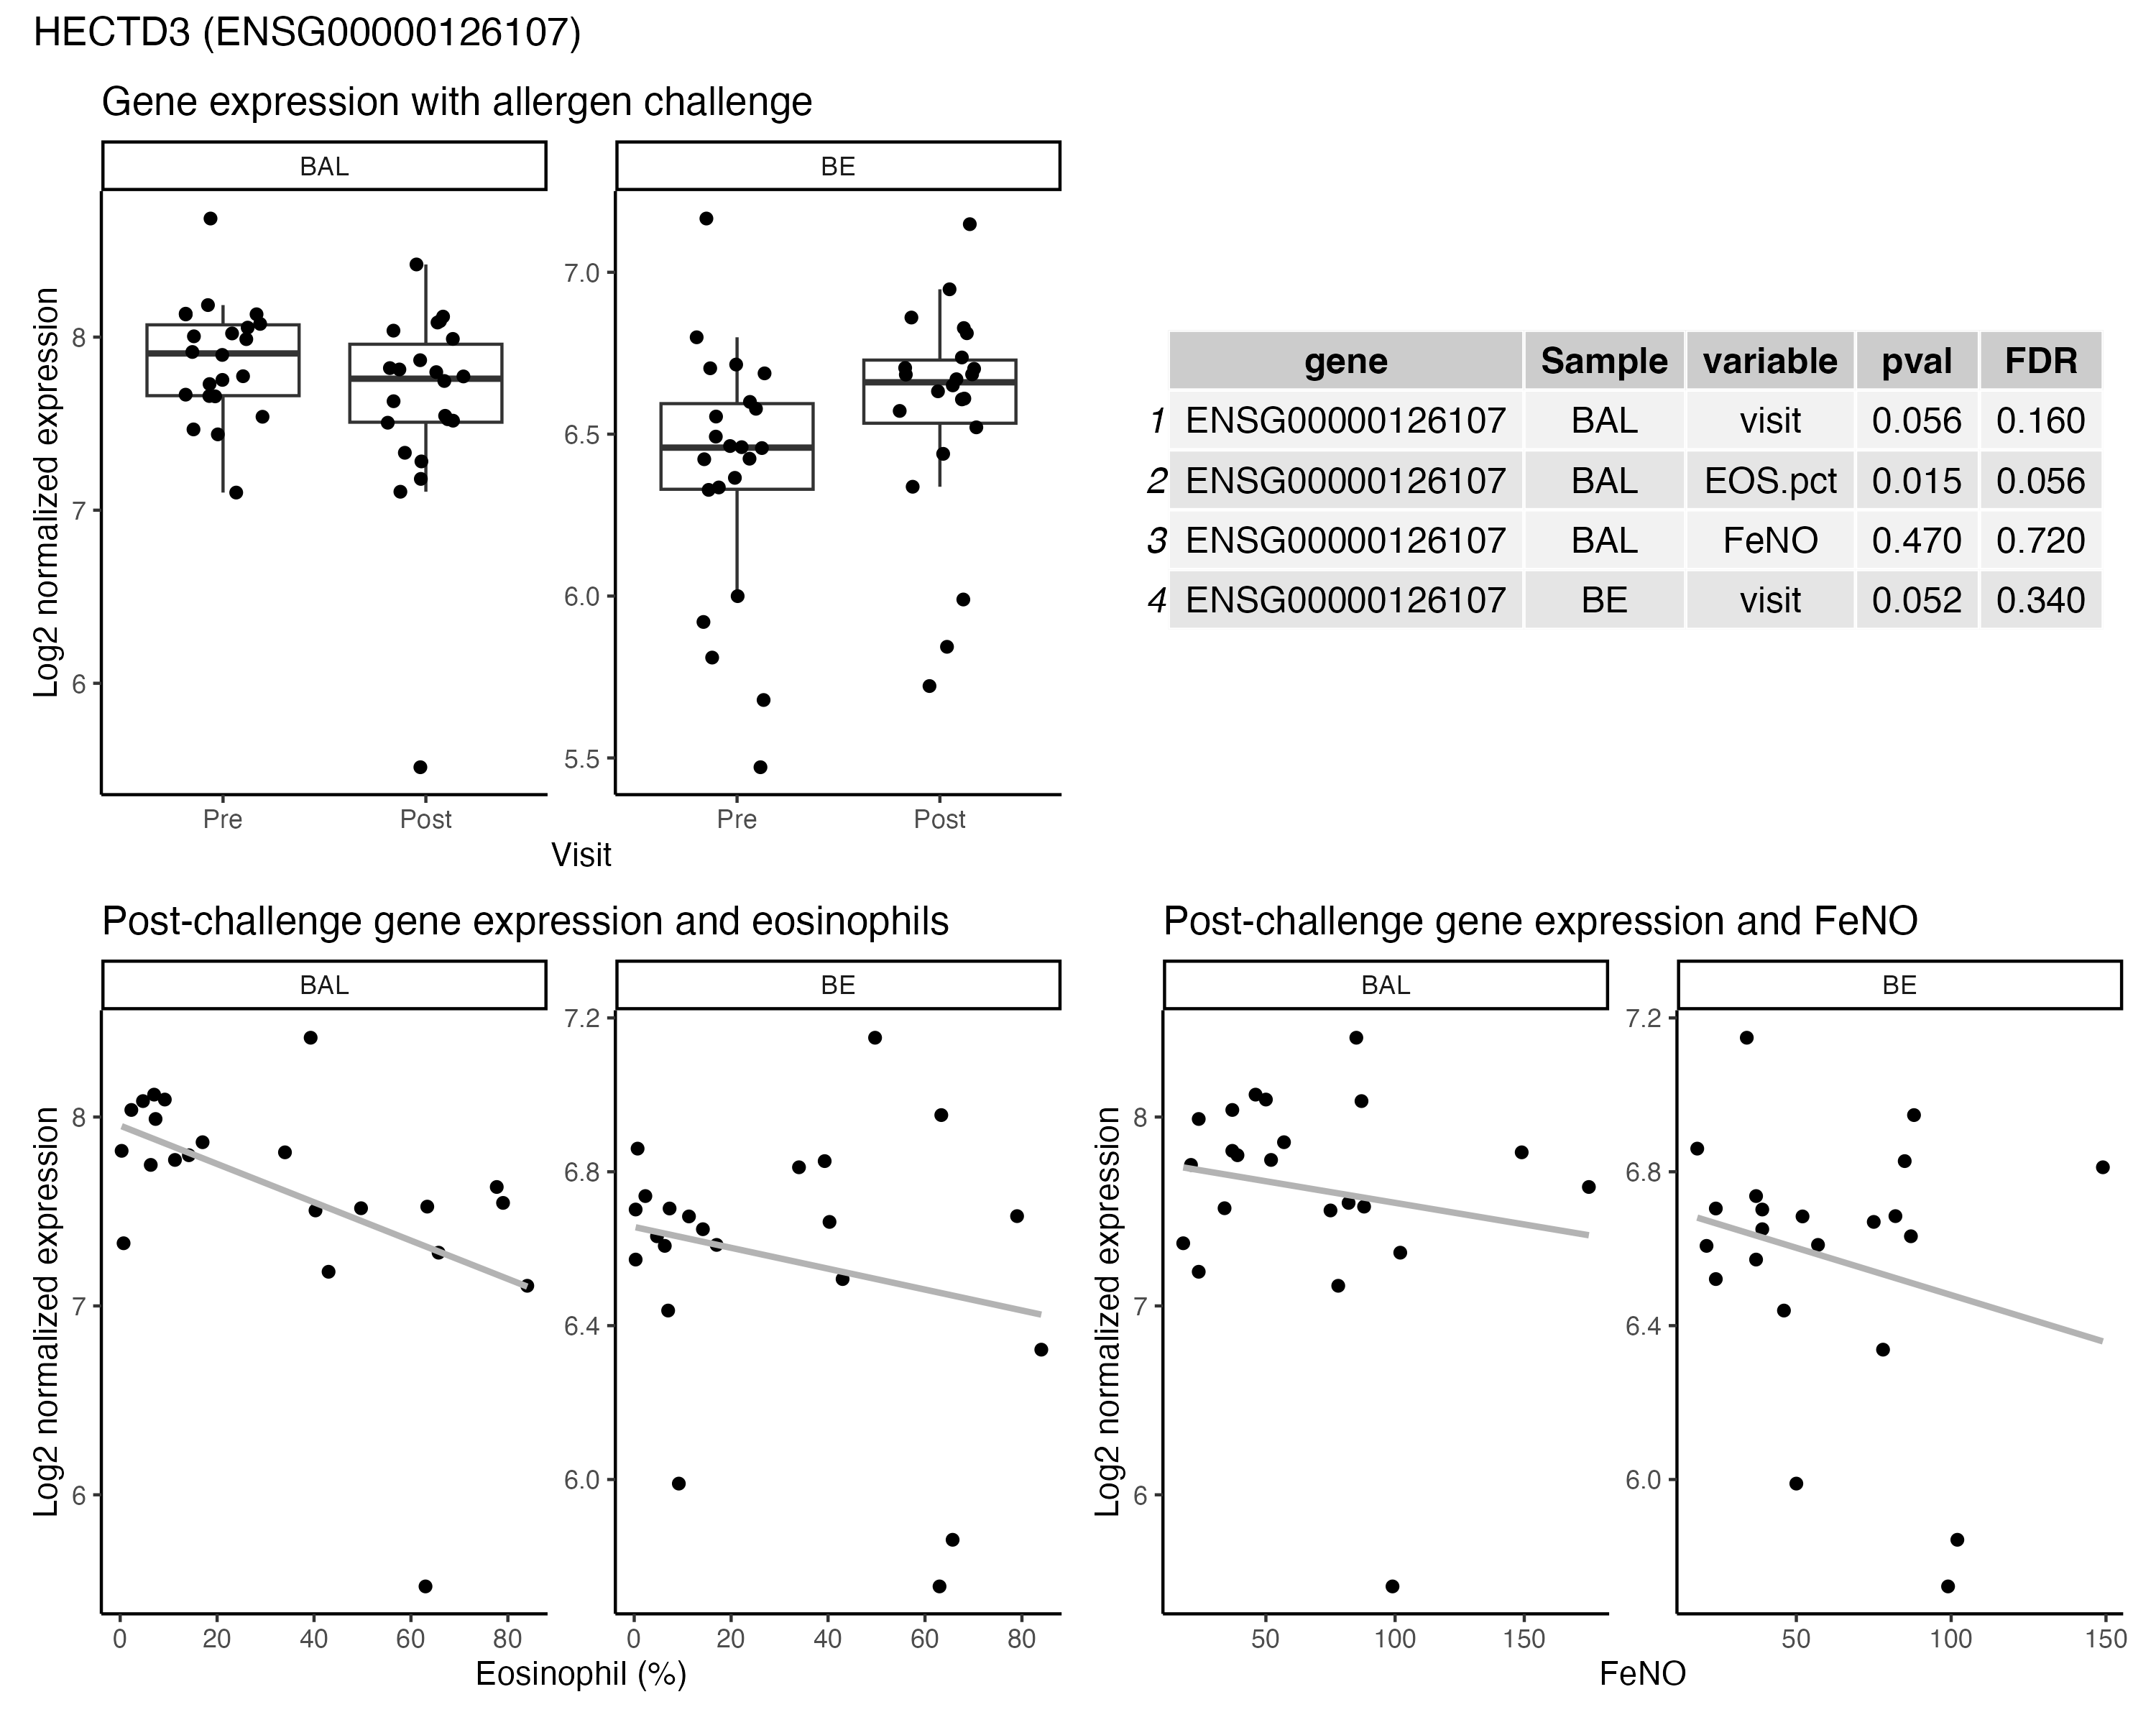 HECTD3 (ENSG00000126107)
Gene expression with allergen challenge
BAL
BE
Log2 normalized expression
8
7
6
7.0
6.5
6.0
5.5
Pre
Post
Pre
Post
Visit
gene Sample variable pval FDR
1 ENSG00000126107 BAL visit 0.056 0.160
2 ENSG00000126107 BAL EOS.pct 0.015 0.056
3 ENSG00000126107 BAL FeNO 0.470 0.720
4 ENSG00000126107 BE visit 0.052 0.340
Post-challenge gene expression and eosinophils
BAL
BE
Log2 normalized expression
8
7
6
7.2
6.8
6.4
6.0
0 20 40 60 80
0 20 40 60 80
Eosinophil (%)
Post-challenge gene expression and FeNO
BAL
BE
Log2 normalized expression
8
7
6
7.2
6.8
6.4
6.0
50 100 150
50 100 150
FeNO